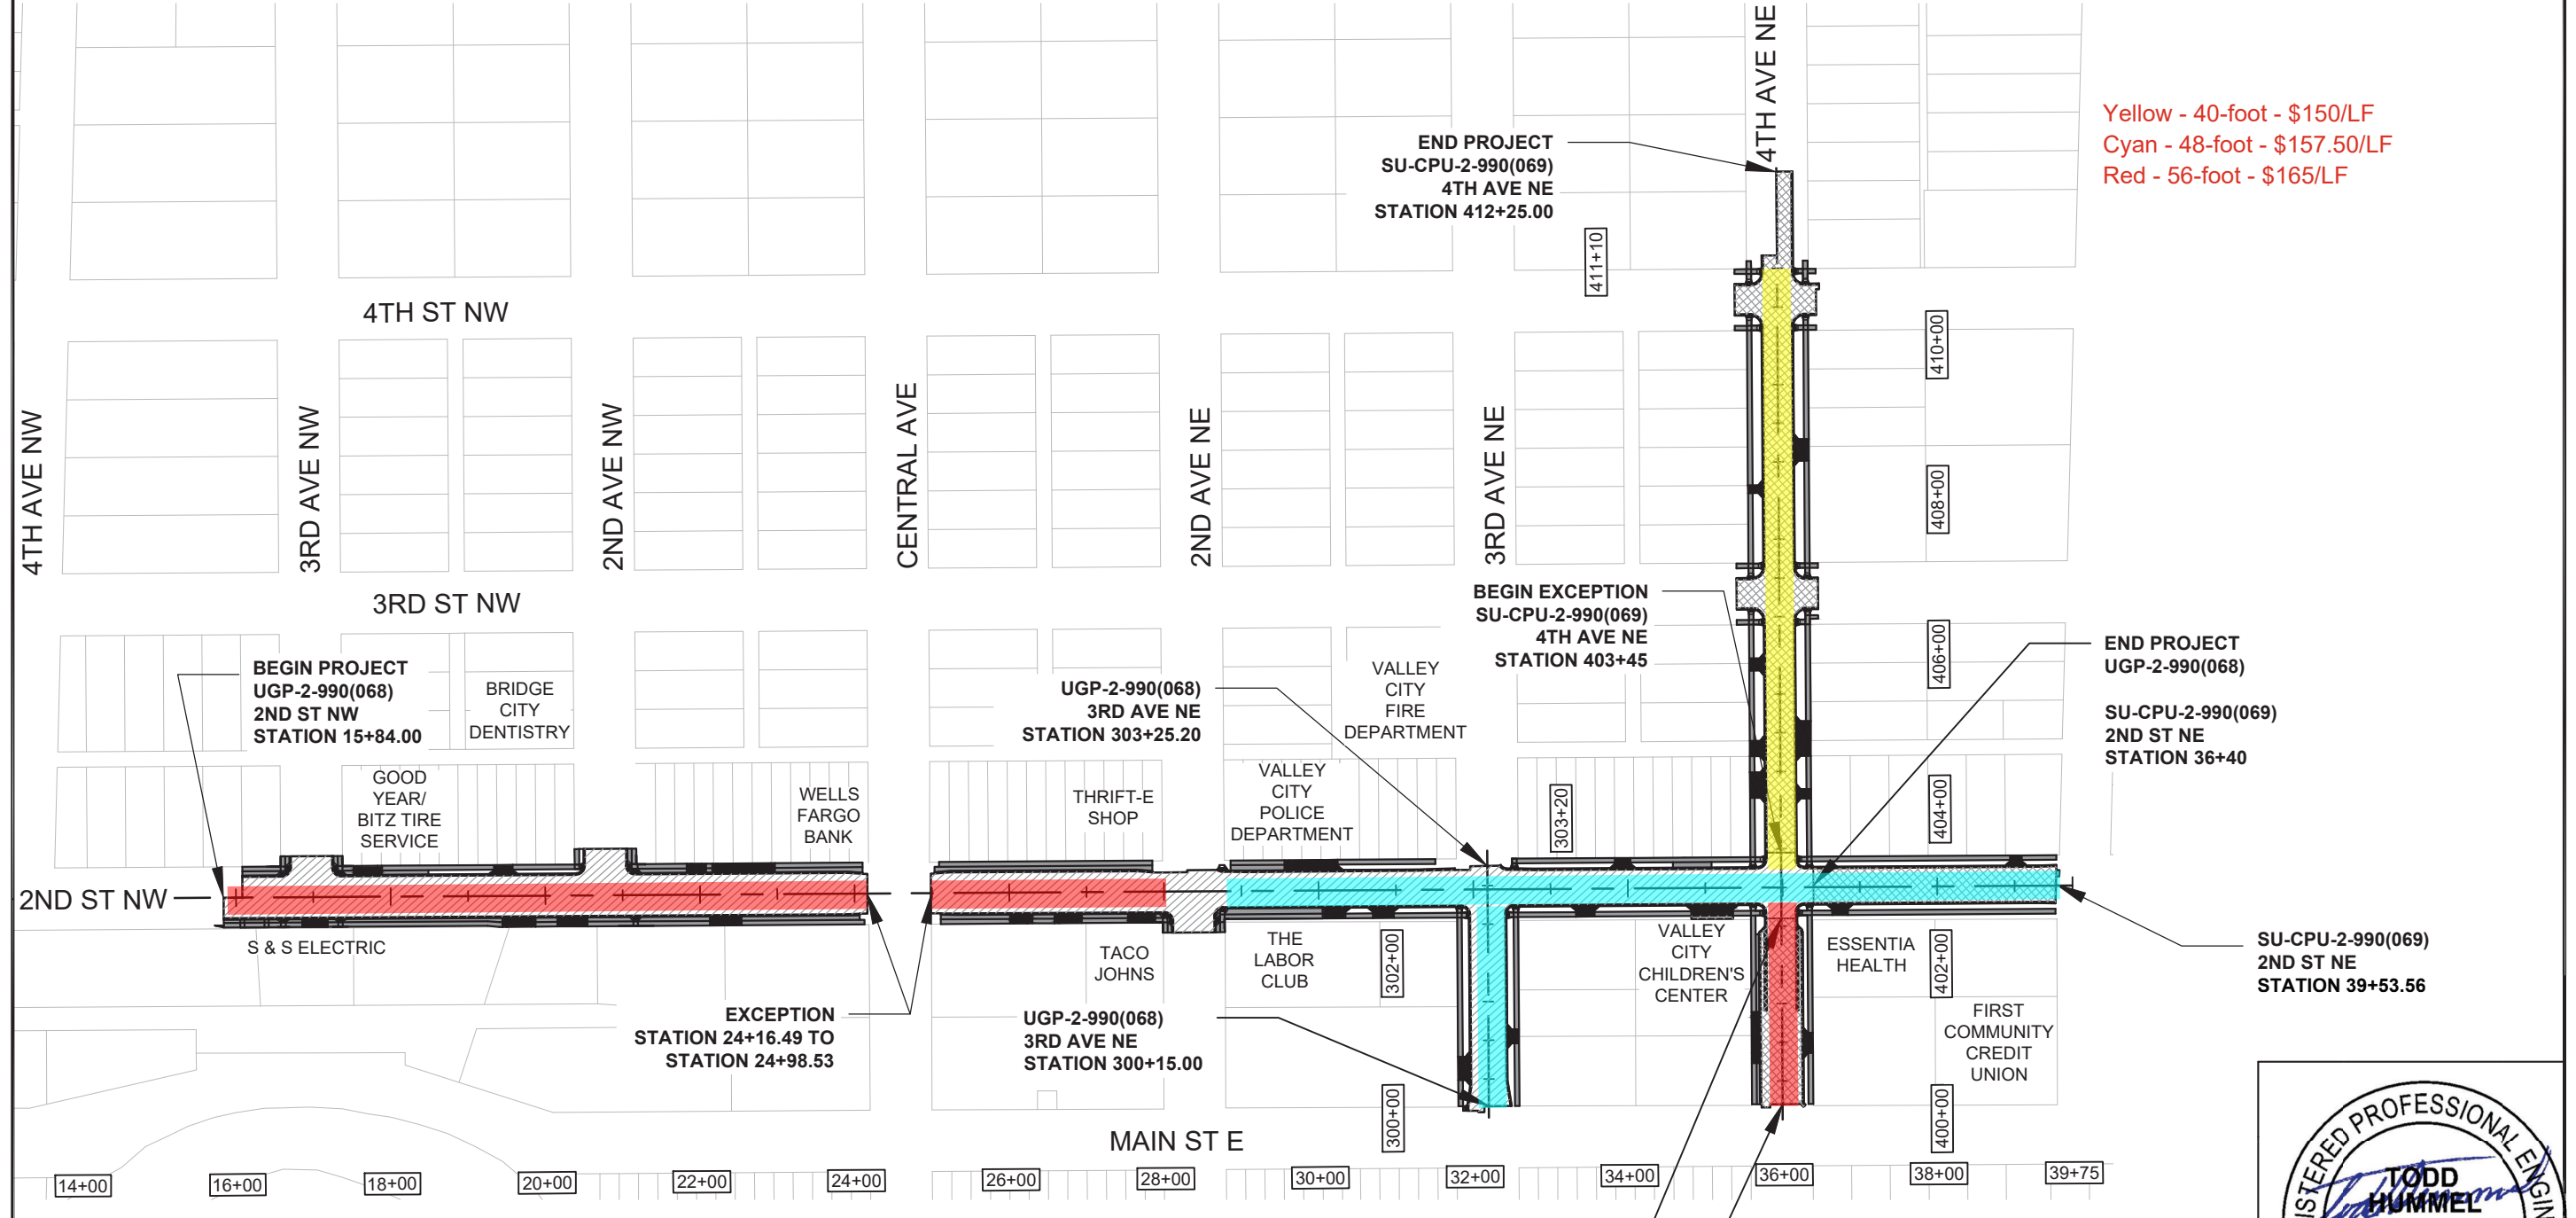 4TH AVE NE
Yellow - 40-foot - $150/LF
Cyan - 48-foot - $157.50/LF
Red - 56-foot - $165/LF
END PROJECT
SU-CPU-2-990(069)
4TH AVE NE
STATION 412+25.00
411+10
4TH ST NW
410+00
4TH AVE NW
3RD AVE NW
2ND AVE NW
CENTRAL AVE
2ND AVE NE
3RD AVE NE
408+00
3RD ST NW
BEGIN EXCEPTION
SU-CPU-2-990(069)
4TH AVE NE
STATION 403+45
406+00
END PROJECT
UGP-2-990(068)
SU-CPU-2-990(069)
2ND ST NE
STATION 36+40
BEGIN PROJECT
UGP-2-990(068)
2ND ST NW
STATION 15+84.00
BRIDGE
CITY
DENTISTRY
UGP-2-990(068)
3RD AVE NE
STATION 303+25.20
VALLEY
CITY
FIRE
DEPARTMENT
GOOD
YEAR/
BITZ TIRE
SERVICE
WELLS
FARGO
BANK
THRIFT-E
SHOP
VALLEY
CITY
POLICE
DEPARTMENT
303+20
404+00
2ND ST NW
S & S ELECTRIC
TACO
JOHNS
THE
LABOR
CLUB
302+00
VALLEY
CITY
CHILDREN'S
CENTER
ESSENTIA
HEALTH
402+00
SU-CPU-2-990(069)
2ND ST NE
STATION 39+53.56
EXCEPTION
STATION 24+16.49 TO
STATION 24+98.53
UGP-2-990(068)
3RD AVE NE
STATION 300+15.00
FIRST
COMMUNITY
CREDIT
UNION
300+00
400+00
MAIN ST E
14+00
16+00
18+00
20+00
22+00
24+00
26+00
28+00
30+00
32+00
34+00
36+00
38+00
39+75
ISTERED PROFESSIONAL ENGIN
TODD
HUMMEL